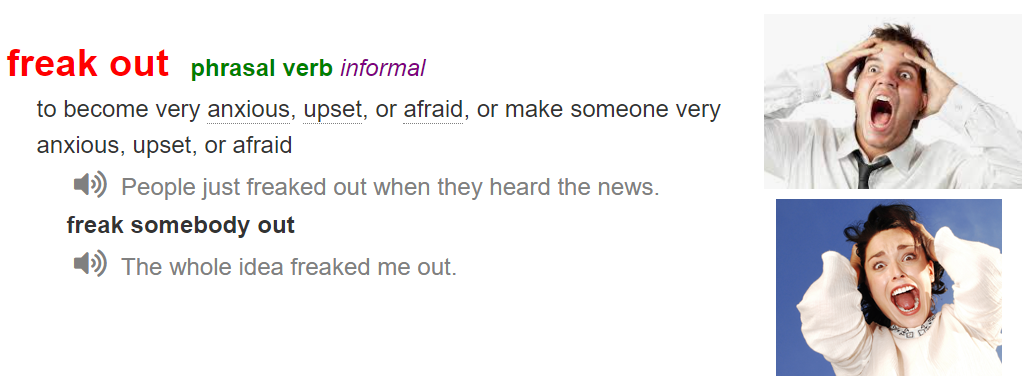 freak out phrasal verb informal
to become very anxious, upset, or afraid, or make someone very
anxious, upset, or afraid
People just freaked out when they heard the news.
freak somebody out
The whole idea freaked me out.